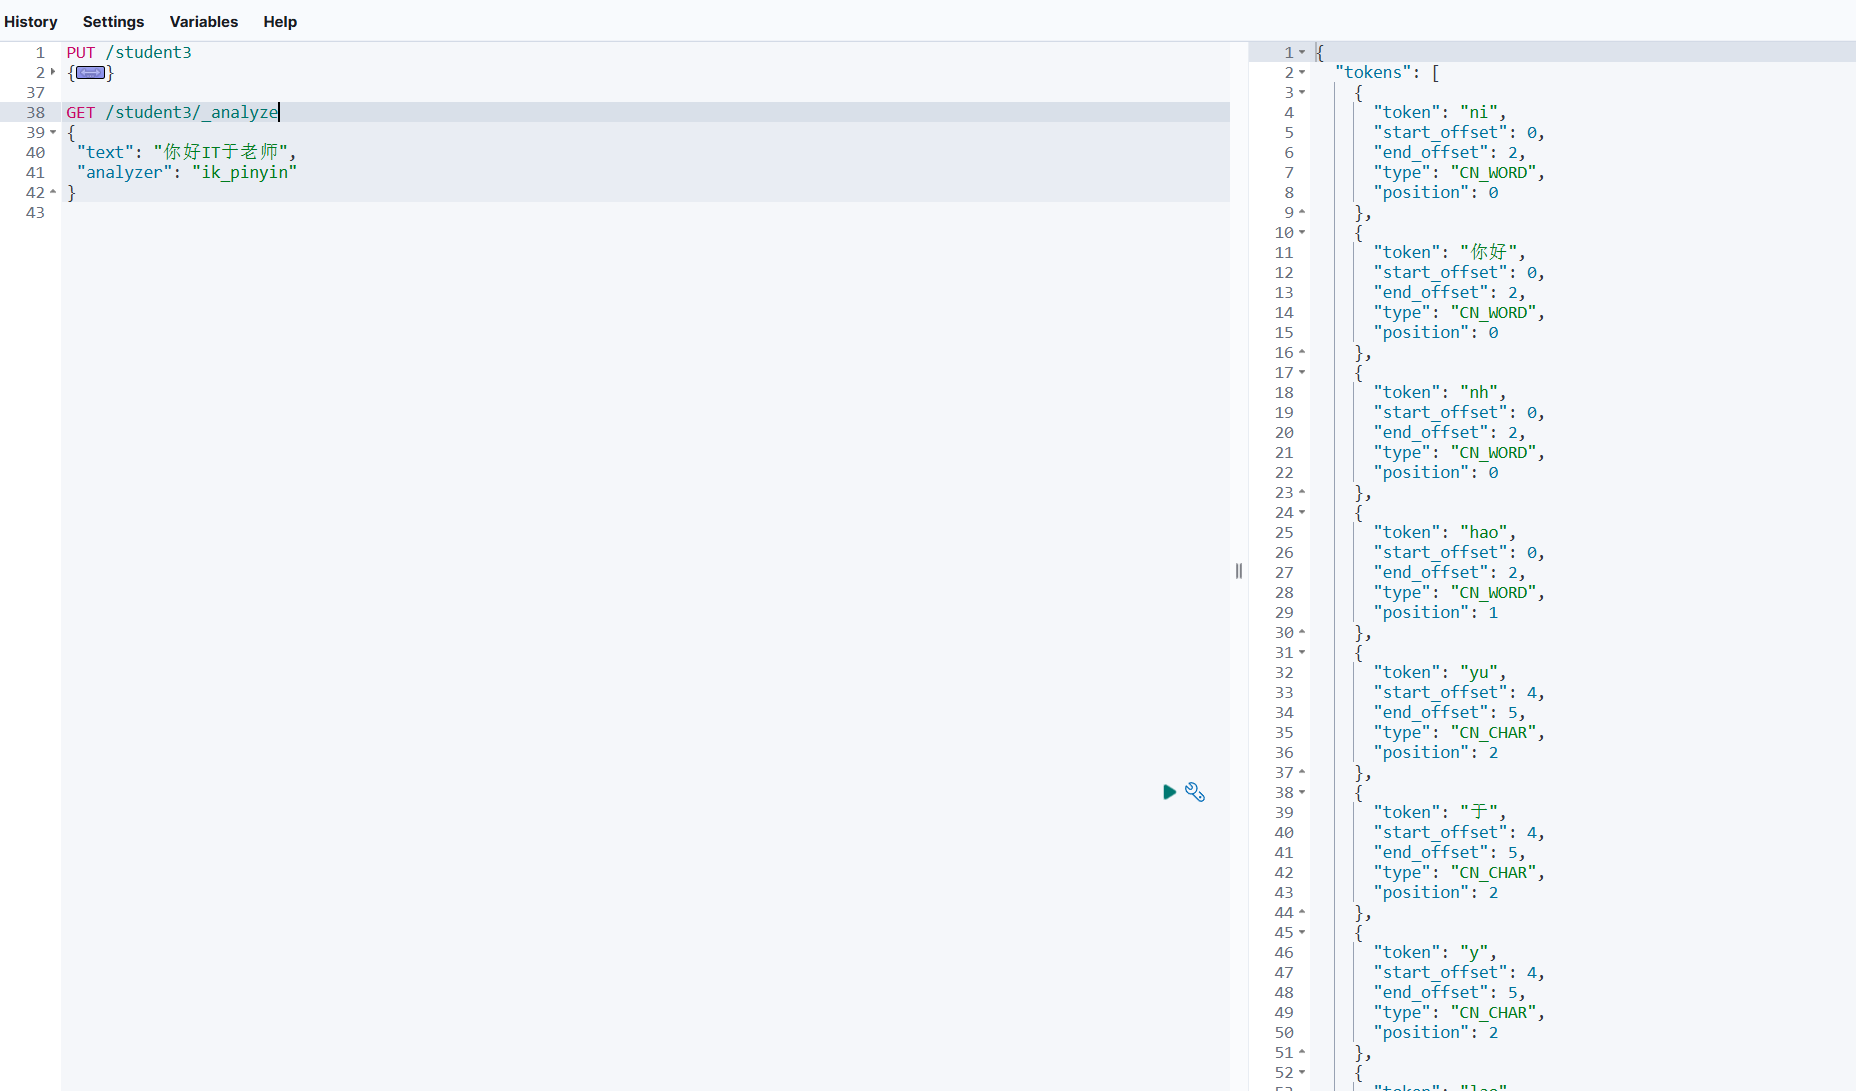 History Settings Variables Help
1 PUT /student3
2 {}
37
38 GET /student3/_analyze
39 {
40 "text": "你好IT于老师",
41 "analyzer": "ik_pinyin"
42 }
43
1 {
2 "tokens": [
3 {
4 "token": "ni",
5 "start_offset": 0,
6 "end_offset": 2,
7 "type": "CN_WORD",
8 "position": 0
9 },
10 {
11 "token": "你好",
12 "start_offset": 0,
13 "end_offset": 2,
14 "type": "CN_WORD",
15 "position": 0
16 },
17 {
18 "token": "nh",
19 "start_offset": 0,
20 "end_offset": 2,
21 "type": "CN_WORD",
22 "position": 0
23 },
24 {
25 "token": "hao",
26 "start_offset": 0,
27 "end_offset": 2,
28 "type": "CN_WORD",
29 "position": 1
30 },
31 {
32 "token": "yu",
33 "start_offset": 4,
34 "end_offset": 5,
35 "type": "CN_CHAR",
36 "position": 2
37 },
38 {
39 "token": "于",
40 "start_offset": 4,
41 "end_offset": 5,
42 "type": "CN_CHAR",
43 "position": 2
44 },
45 {
46 "token": "y",
47 "start_offset": 4,
48 "end_offset": 5,
49 "type": "CN_CHAR",
50 "position": 2
51 },
52 {